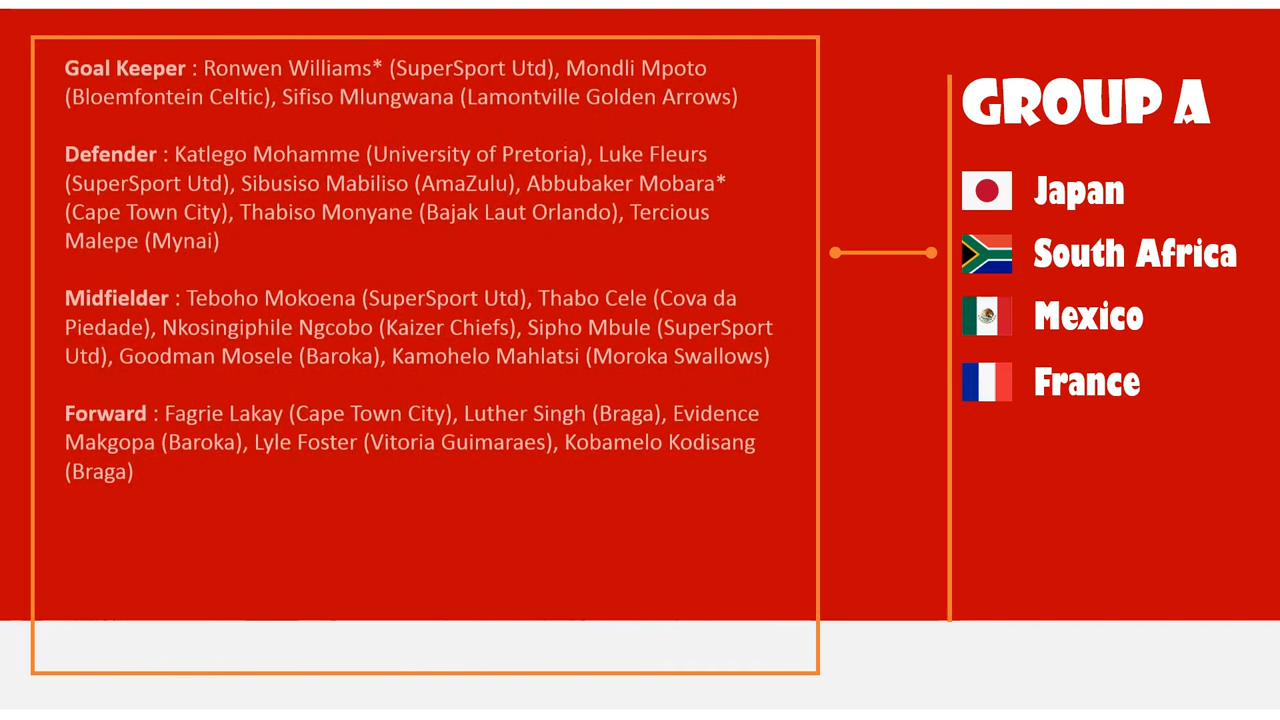 Goal Keeper : Ronwen Williams* (SuperSport Utd), Mondli Mpoto
(Bloemfontein Celtic), Sifiso Mlungwana (Lamontville Golden Arrows)
Defender : Katlego Mohamme (University of Pretoria), Luke Fleurs
(SuperSport Utd), Sibusiso Mabiliso (AmaZulu), Abbubaker Mobara*
(Cape Town City), Thabiso Monyane (Bajak Laut Orlando), Tercious
Malepe (Mynai)
Midfielder : Teboho Mokoena (SuperSport Utd), Thabo Cele (Cova da
Piedade), Nkosingiphile Ngcobo (Kaizer Chiefs), Sipho Mbule (SuperSport
Utd), Goodman Mosele (Baroka), Kamohelo Mahlatsi (Moroka Swallows)
Forward : Fagrie Lakay (Cape Town City), Luther Singh (Braga), Evidence
Makgopa (Baroka), Lyle Foster (Vitoria Guimaraes), Kobamelo Kodisang
(Braga)
GROUP A
Japan
South Africa
Mexico
France